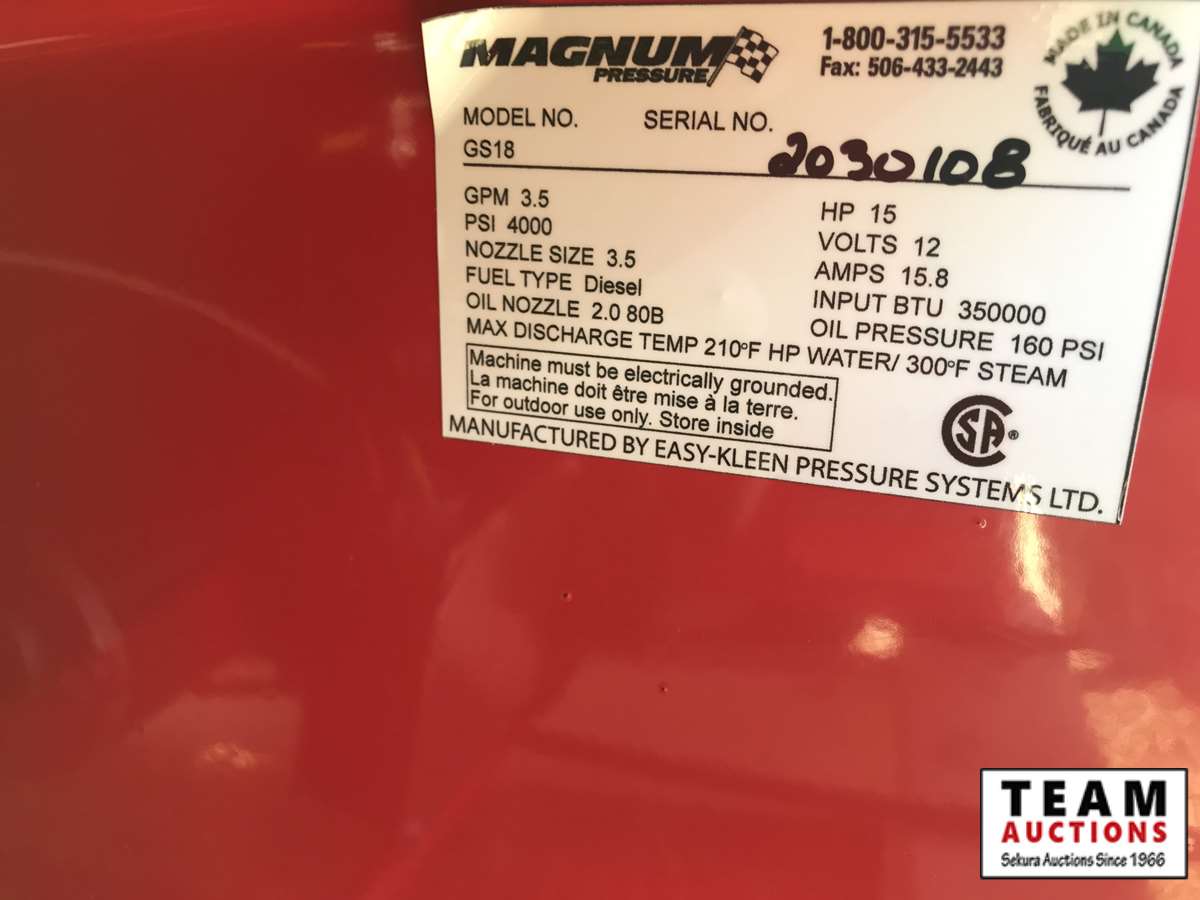 MAGNUM
PRESSURE
1-800-315-5533
Fax: 506-433-2443
MADE IN CANADA
FABRIQUÉ AU CANADA
MODEL NO. SERIAL NO.
GS18 2030108
GPM 3.5 HP 15
PSI 4000 VOLTS 12
NOZZLE SIZE 3.5 AMPS 15.8
FUEL TYPE Diesel INPUT BTU 350000
OIL NOZZLE 2.0 80B OIL PRESSURE 160 PSI
MAX DISCHARGE TEMP 210°F HP WATER/ 300°F STEAM
Machine must be electrically grounded.
La machine doit être mise à la terre.
For outdoor use only. Store inside
CSA®
MANUFACTURED BY EASY-KLEEN PRESSURE SYSTEMS LTD.
TEAM
AUCTIONS
Sekura Auctions Since 1966